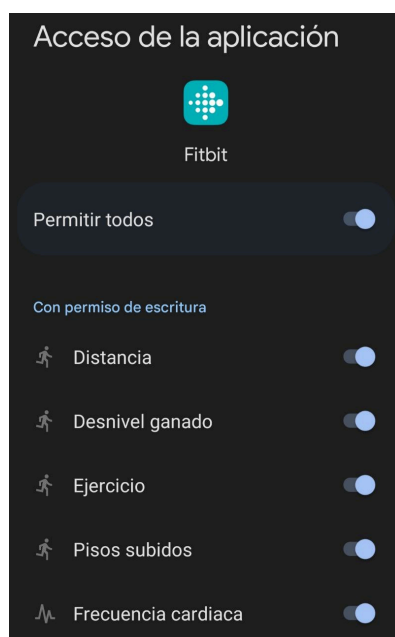 Acceso de la aplicación
Fitbit
Permitir todos
Con permiso de escritura
Distancia
Desnivel ganado
Ejercicio
Pisos subidos
Frecuencia cardiaca